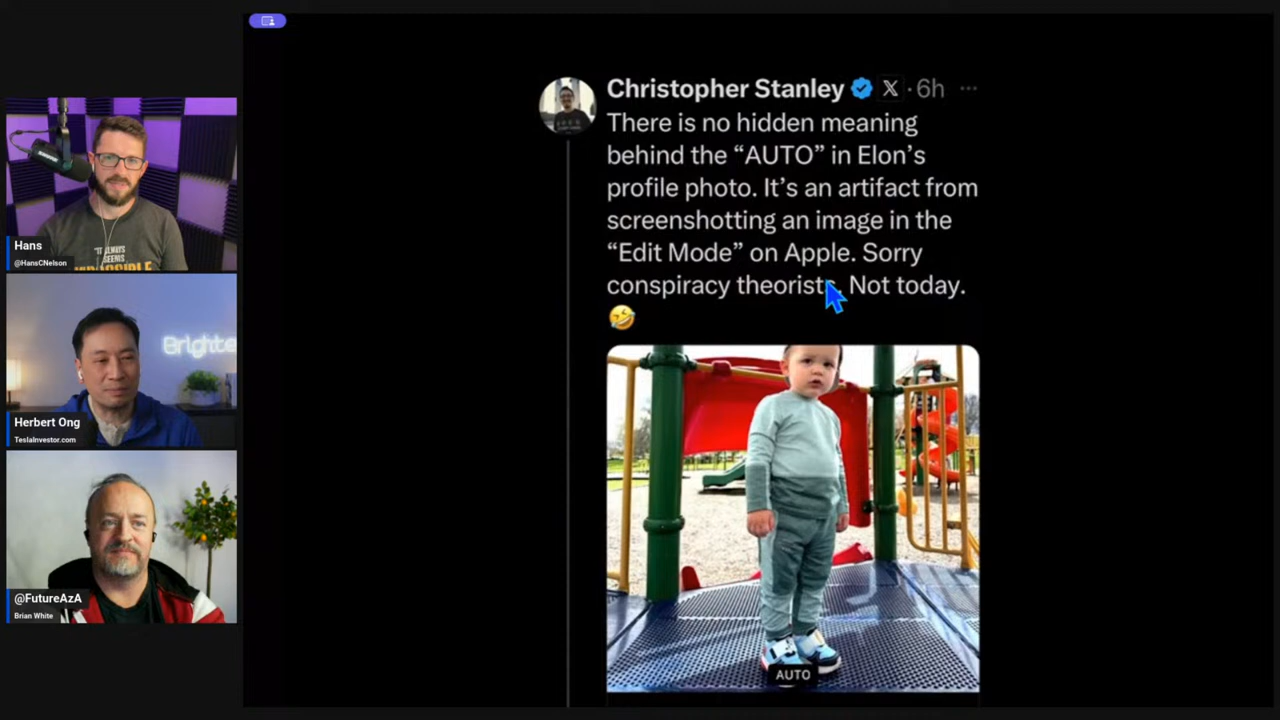 Hans
@HansCNelson
Brighte
Herbert Ong
TeslaInvestor.com
@FutureAzA
Brian White
Christopher Stanley X · 6h ···
There is no hidden meaning
behind the “AUTO” in Elon’s
profile photo. It’s an artifact from
screenshotting an image in the
“Edit Mode” on Apple. Sorry
conspiracy theorists. Not today.
🤣
AUTO